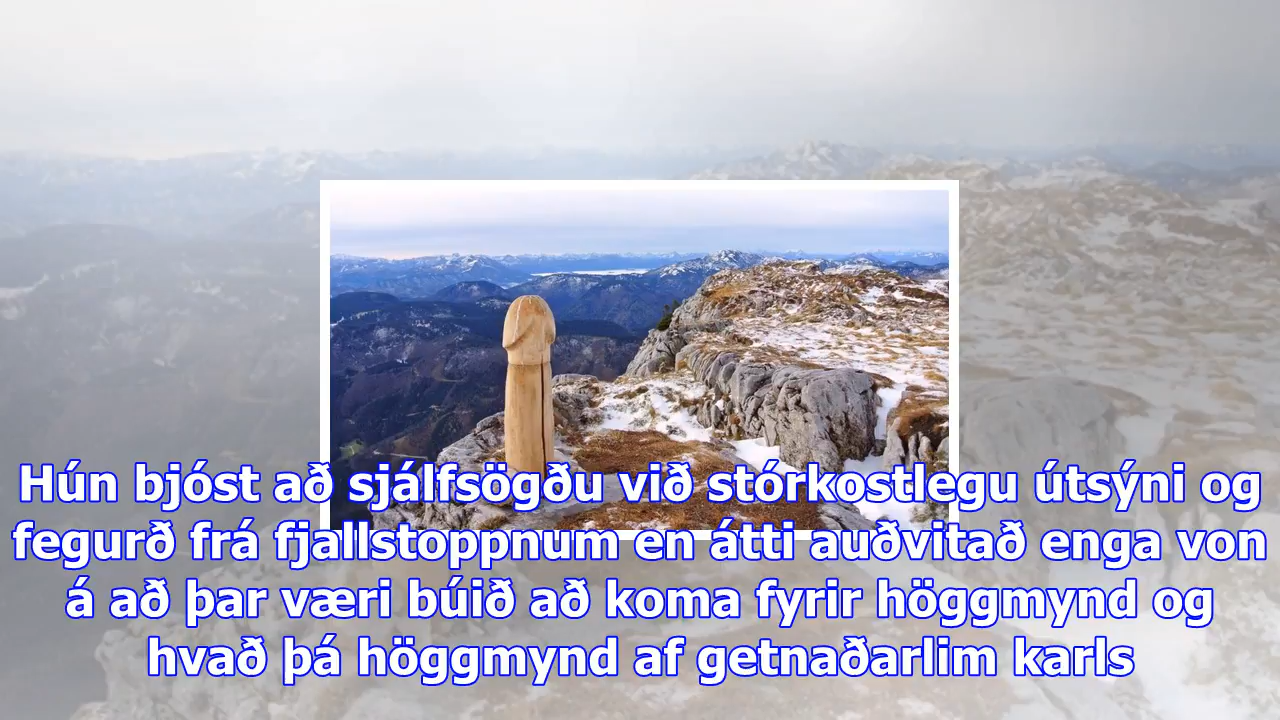 Hún bjóst að sjálfsögðu við stórkostlegu útsýni og
fegurð frá fjallstoppnum en átti auðvitað enga von
á að þar væri búið að koma fyrir höggmynd og
hvað þá höggmynd af getnaðarlim karls